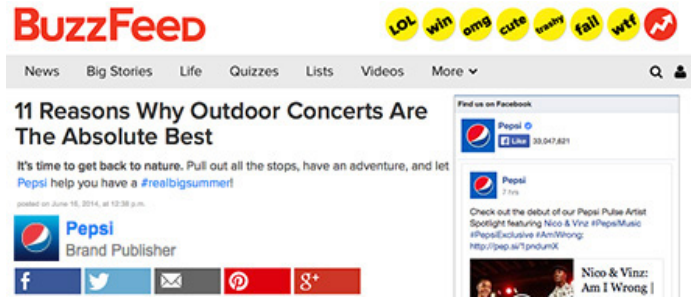 BuzzFeed
LOL win omg cute trashy fail wtf
News Big Stories Life Quizzes Lists Videos More
11 Reasons Why Outdoor Concerts Are
The Absolute Best
It's time to get back to nature. Pull out all the stops, have an adventure, and let
Pepsi help you have a #realbigsummer!
posted on June 16, 2014, at 12:38 p.m.
Pepsi
Brand Publisher
f 8+
Find us on Facebook
Pepsi
Like 33,047,621
Pepsi
7 hrs
Check out the debut of our Pepsi Pulse Artist
Spotlight featuring Nico & Vinz #PepsiMusic
#PepsiExclusive #AmIWrong:
http://pep.si/1pndumX
Nico & Vinz:
Am I Wrong |